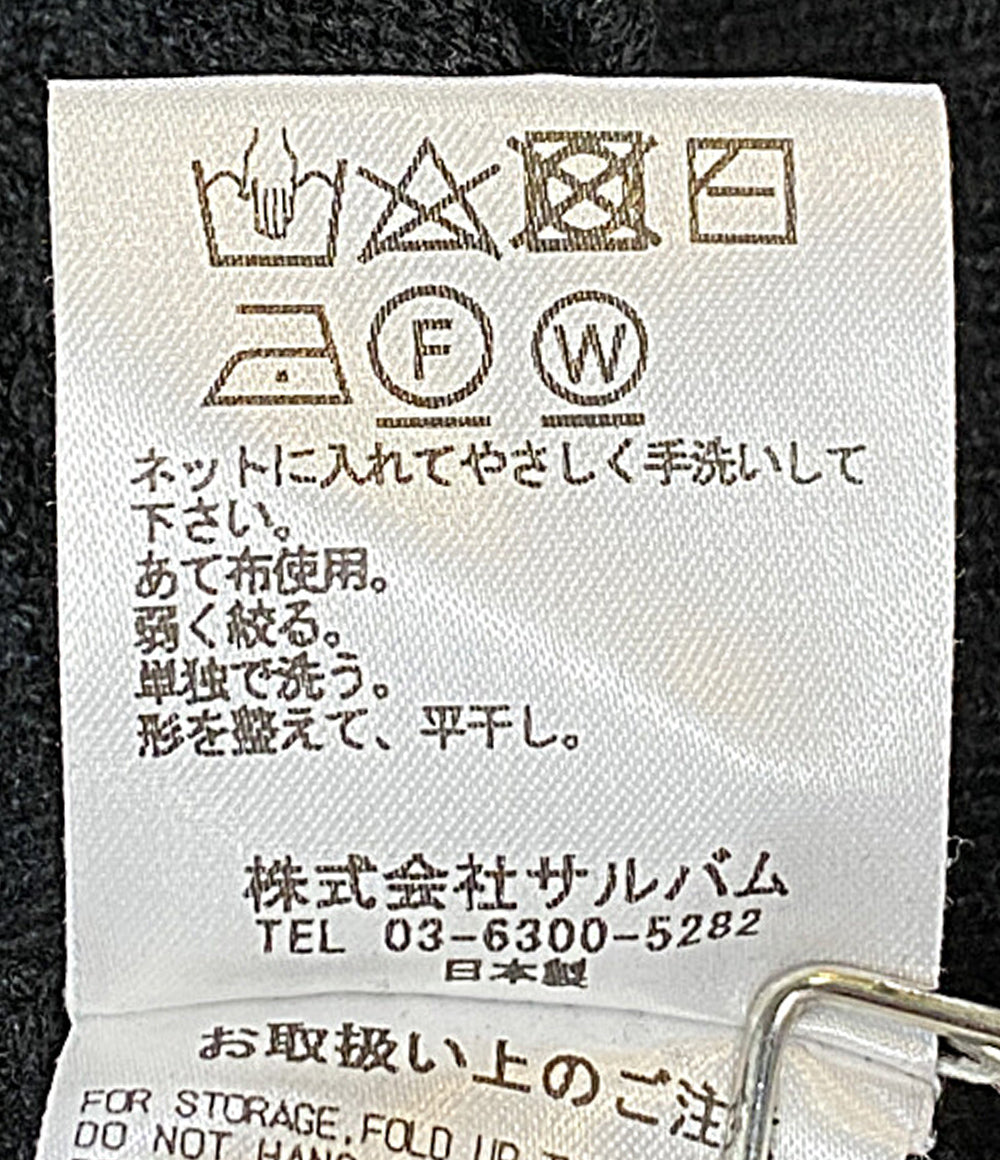 F W
ネットに入れてやさしく手洗いして
下さい。
あて布使用。
弱く絞る。
単独で洗う。
形を整えて、平干し。
株式会社サルバム
TEL 03-6300-5282
日本製
お取扱い上のご注
FOR STORAGE, FOLD UP
DO NOT HANG